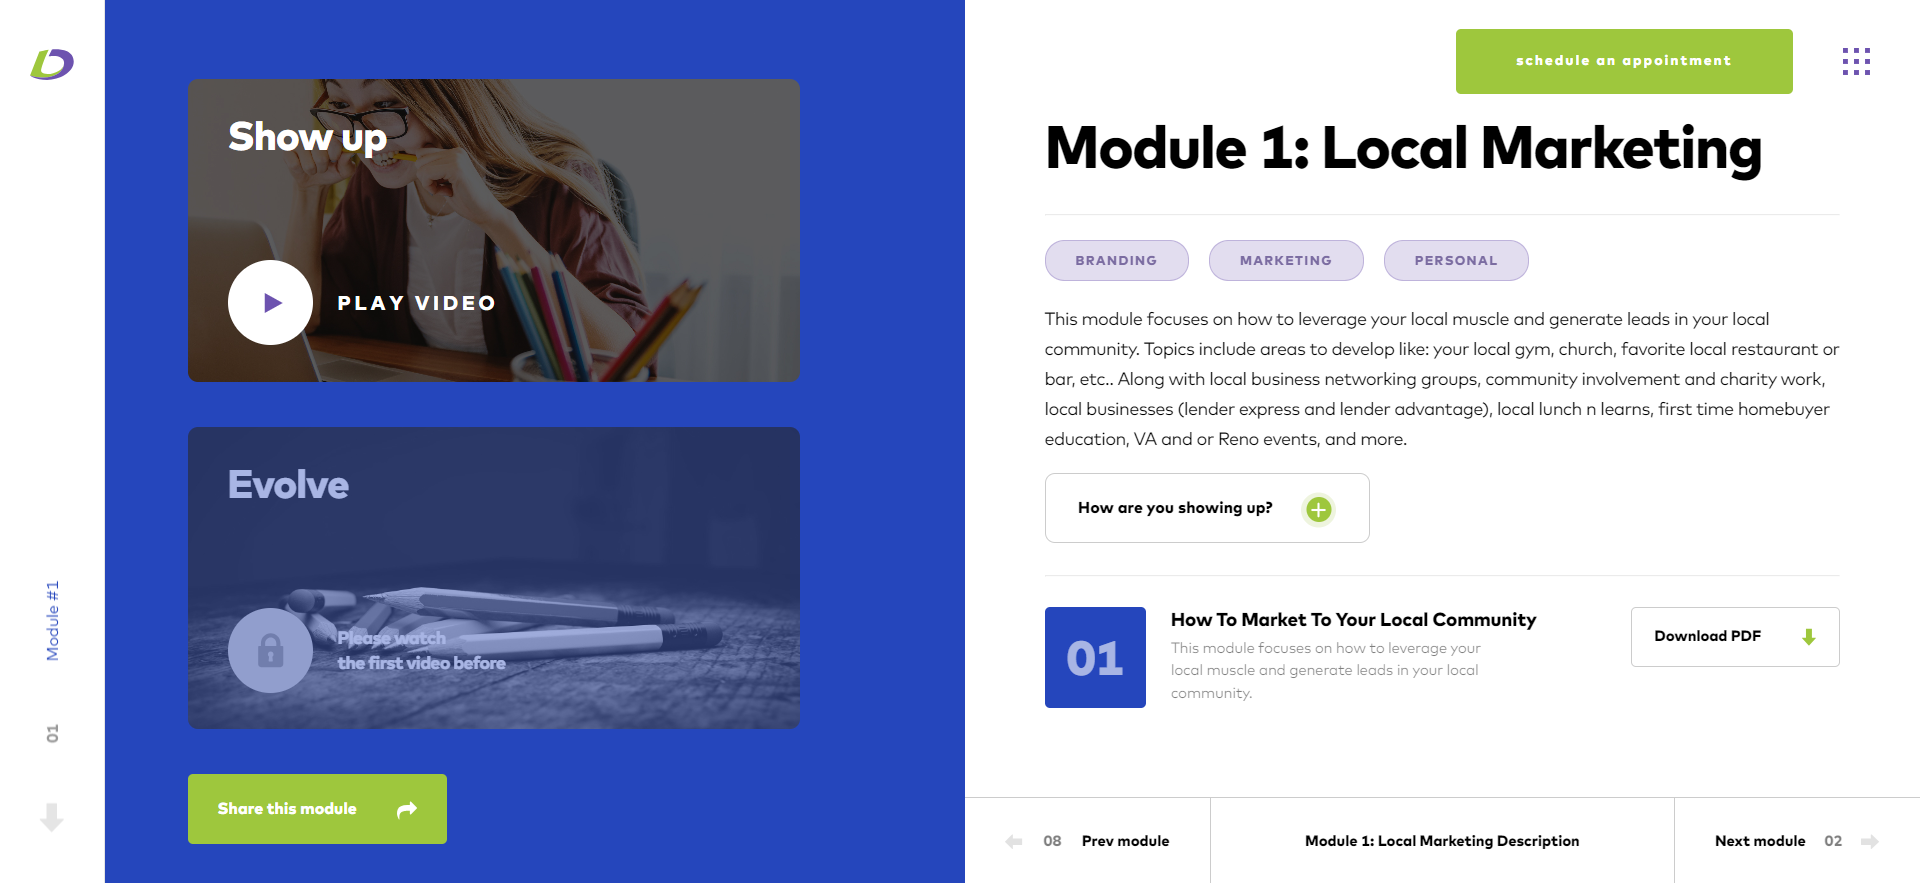 schedule an appointment
Show up
PLAY VIDEO
Evolve
Please watch
the first video before
Share this module
Module #1
01
Module 1: Local Marketing
BRANDING
MARKETING
PERSONAL
This module focuses on how to leverage your local muscle and generate leads in your local
community. Topics include areas to develop like: your local gym, church, favorite local restaurant or
bar, etc.. Along with local business networking groups, community involvement and charity work,
local businesses (lender express and lender advantage), local lunch n learns, first time homebuyer
education, VA and or Reno events, and more.
How are you showing up?
01
How To Market To Your Local Community
This module focuses on how to leverage your
local muscle and generate leads in your local
community.
Download PDF
08 Prev module
Module 1: Local Marketing Description
Next module 02